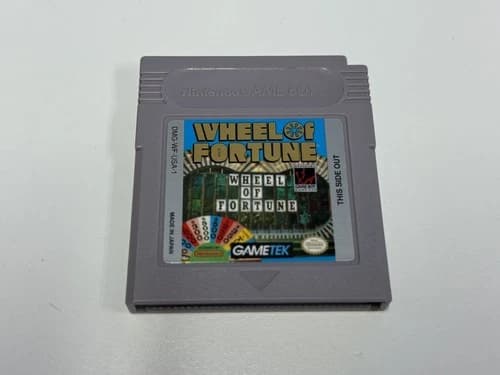 Nintendo GAME BOY
WHEEL OF
FORTUNE
DMG-WF-USA-1
MADE IN JAPAN
THIS SIDE OUT
WHEEL
OF
FORTUNE
GAMETEK
Nintendo